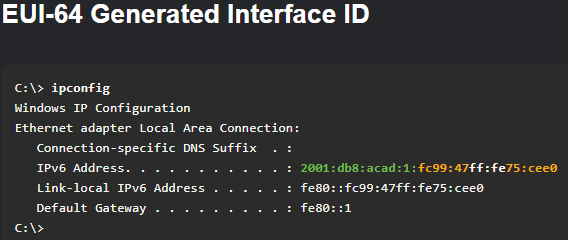 EUI-64 Generated Interface ID
C:\> ipconfig
Windows IP Configuration
Ethernet adapter Local Area Connection:
Connection-specific DNS Suffix . :
IPv6 Address. . . . . . . . . . . : 2001:db8:acad:1:fc99:47ff:fe75:cee0
Link-local IPv6 Address . . . . . : fe80::fc99:47ff:fe75:cee0
Default Gateway . . . . . . . . . : fe80::1
C:\>